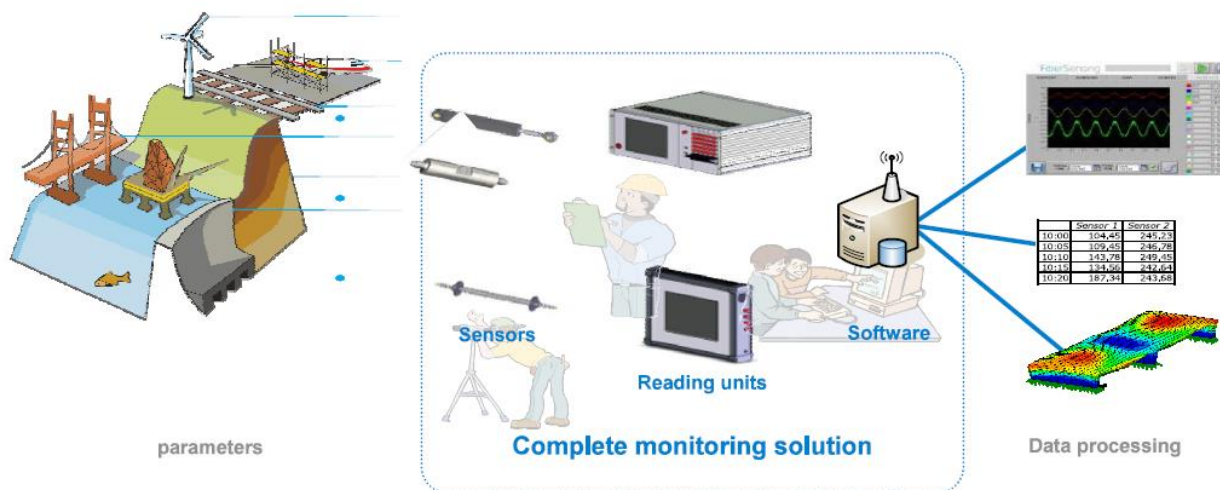 FiberSensing
Sensor 1 Sensor 2
10:00 104,45 245,23
10:05 109,45 246,78
10:10 143,78 249,45
10:15 134,56 242,64
10:20 187,34 243,68
Sensors
Software
Reading units
parameters
Complete monitoring solution
Data processing